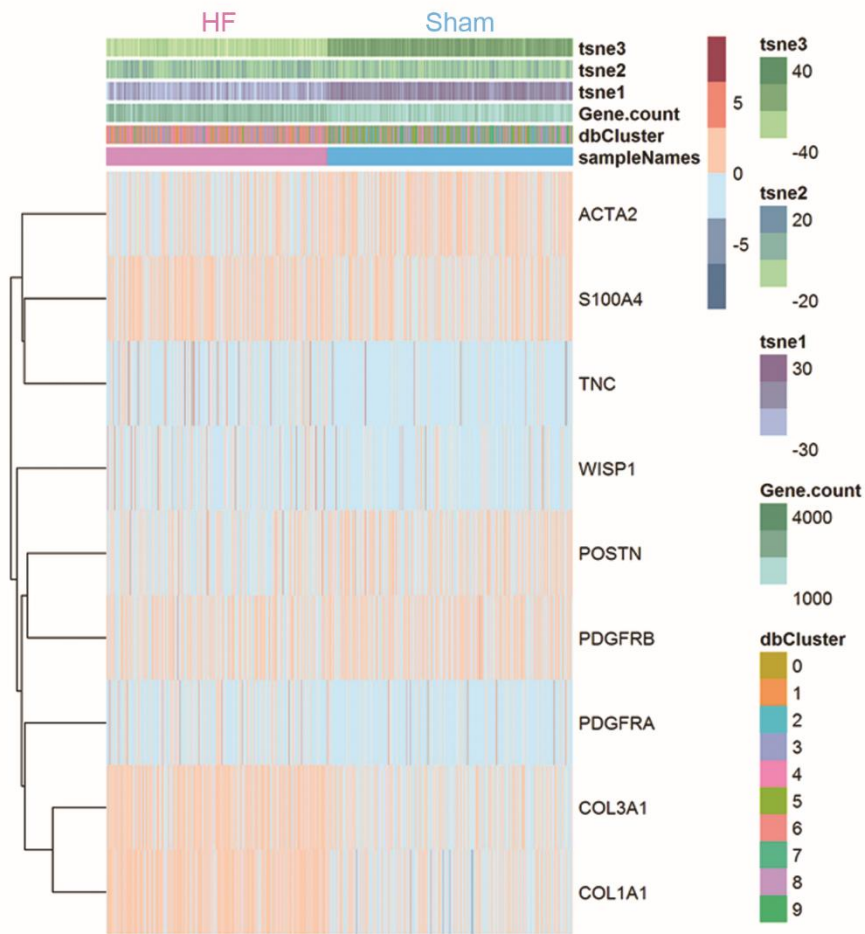 HF Sham
tsne3
tsne2
tsne1
Gene.count
dbCluster
sampleNames
ACTA2
S100A4
TNC
WISP1
POSTN
PDGFRB
PDGFRA
COL3A1
COL1A1
5
0
-5
tsne3
40
-40
tsne2
20
-20
tsne1
30
-30
Gene.count
4000
1000
dbCluster
0
1
2
3
4
5
6
7
8
9